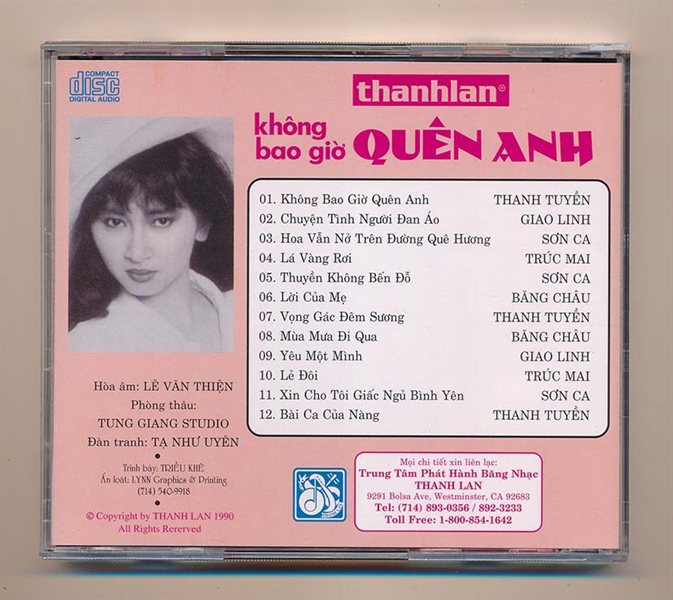 COMPACT
disc
DIGITAL AUDIO
thanhlan®
không
bao giờ QUÊN ANH
01. Không Bao Giờ Quên Anh THANH TUYỀN
02. Chuyện Tình Người Đan Áo GIAO LINH
03. Hoa Vẫn Nở Trên Đường Quê Hương SƠN CA
04. Lá Vàng Rơi TRÚC MAI
05. Thuyền Không Bến Đỗ SƠN CA
06. Lời Của Mẹ BĂNG CHÂU
07. Vọng Gác Đêm Sương THANH TUYỀN
08. Mùa Mưa Đi Qua BĂNG CHÂU
09. Yêu Một Mình GIAO LINH
10. Lẻ Đôi TRÚC MAI
11. Xin Cho Tôi Giấc Ngủ Bình Yên SƠN CA
12. Bài Ca Của Nàng THANH TUYỀN
Hòa âm: LÊ VĂN THIỆN
Phòng thâu:
TUNG GIANG STUDIO
Đàn tranh: TẠ NHƯ UYÊN
Trình bày: TRIỀU KHÊ
Ấn loát: LYNN Graphics & Printing
(714) 540-9918
© Copyright by THANH LAN 1990
All Rights Rererved
Mọi chi tiết xin liên lạc:
Trung Tâm Phát Hành Băng Nhạc
THANH LAN
9291 Bolsa Ave, Westminster, CA 92683
Tel: (714) 893-0356 / 892-3233
Toll Free: 1-800-854-1642